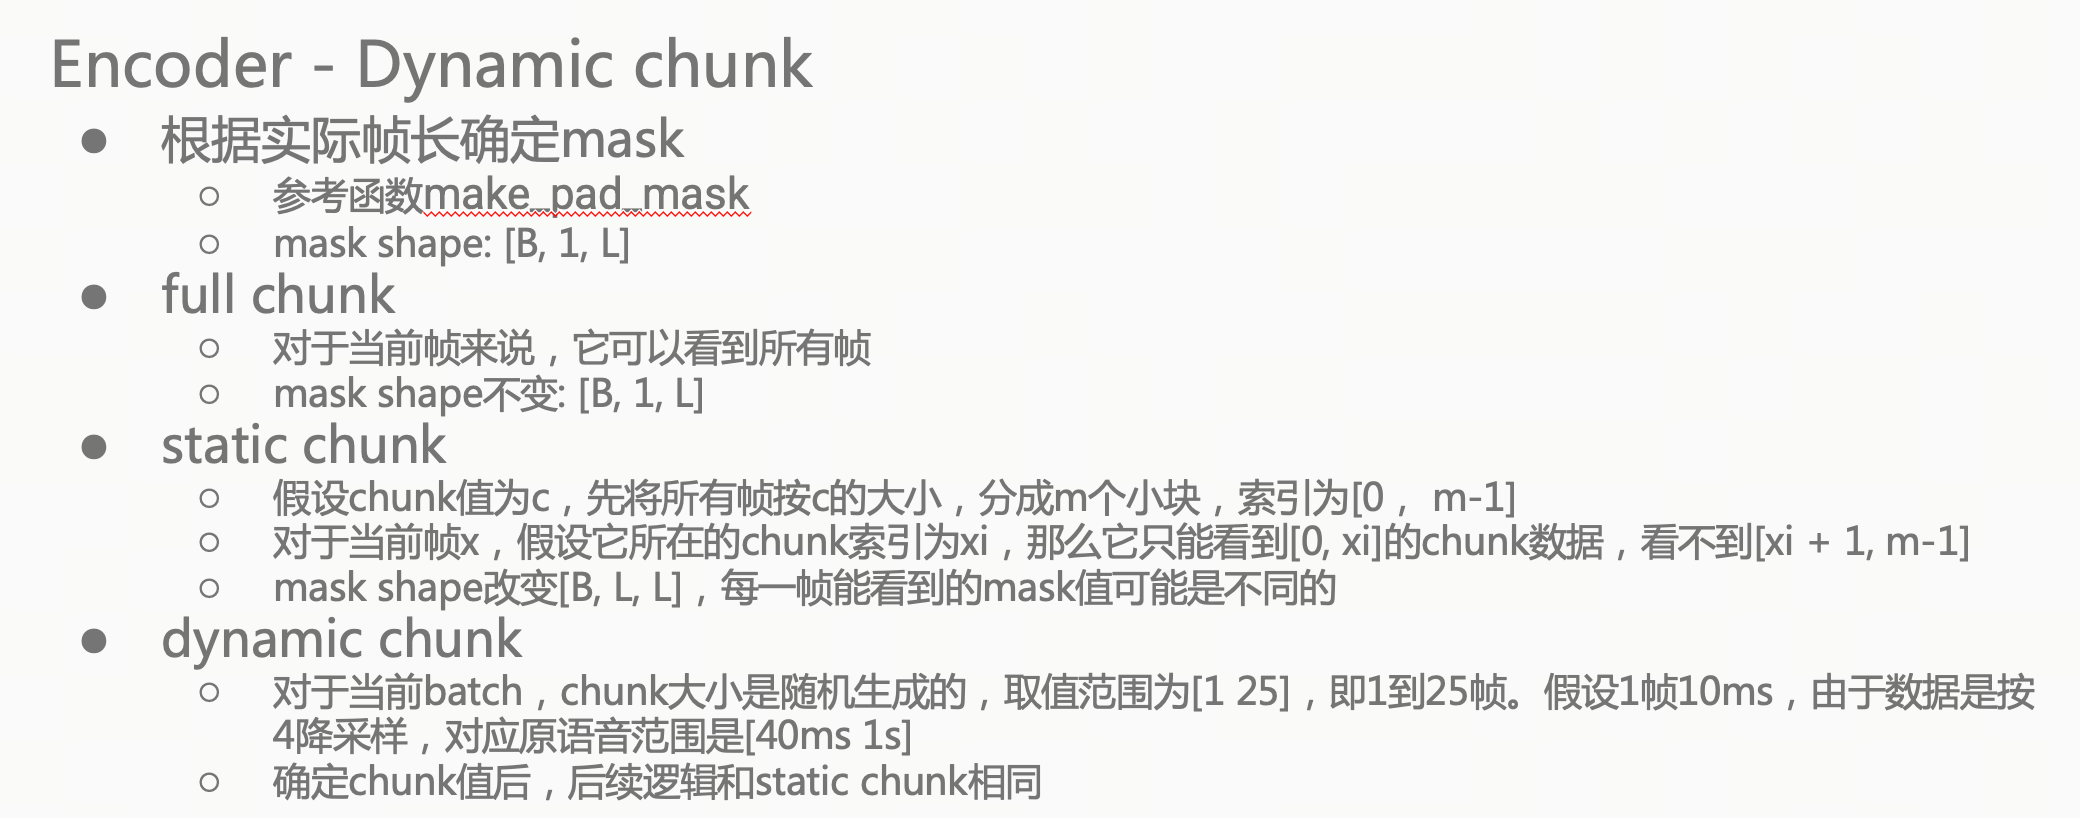 Encoder - Dynamic chunk
● 根据实际帧长确定mask
○ 参考函数make_pad_mask
○ mask shape: [B, 1, L]
● full chunk
○ 对于当前帧来说，它可以看到所有帧
○ mask shape不变: [B, 1, L]
● static chunk
○ 假设chunk值为c，先将所有帧按c的大小，分成m个小块，索引为[0 ， m-1]
○ 对于当前帧x，假设它所在的chunk索引为xi，那么它只能看到[0, xi]的chunk数据，看不到[xi + 1, m-1]
○ mask shape改变[B, L, L]，每一帧能看到的mask值可能是不同的
● dynamic chunk
○ 对于当前batch，chunk大小是随机生成的，取值范围为[1 25]，即1到25帧。假设1帧10ms，由于数据是按
4降采样，对应原语音范围是[40ms 1s]
○ 确定chunk值后，后续逻辑和static chunk相同